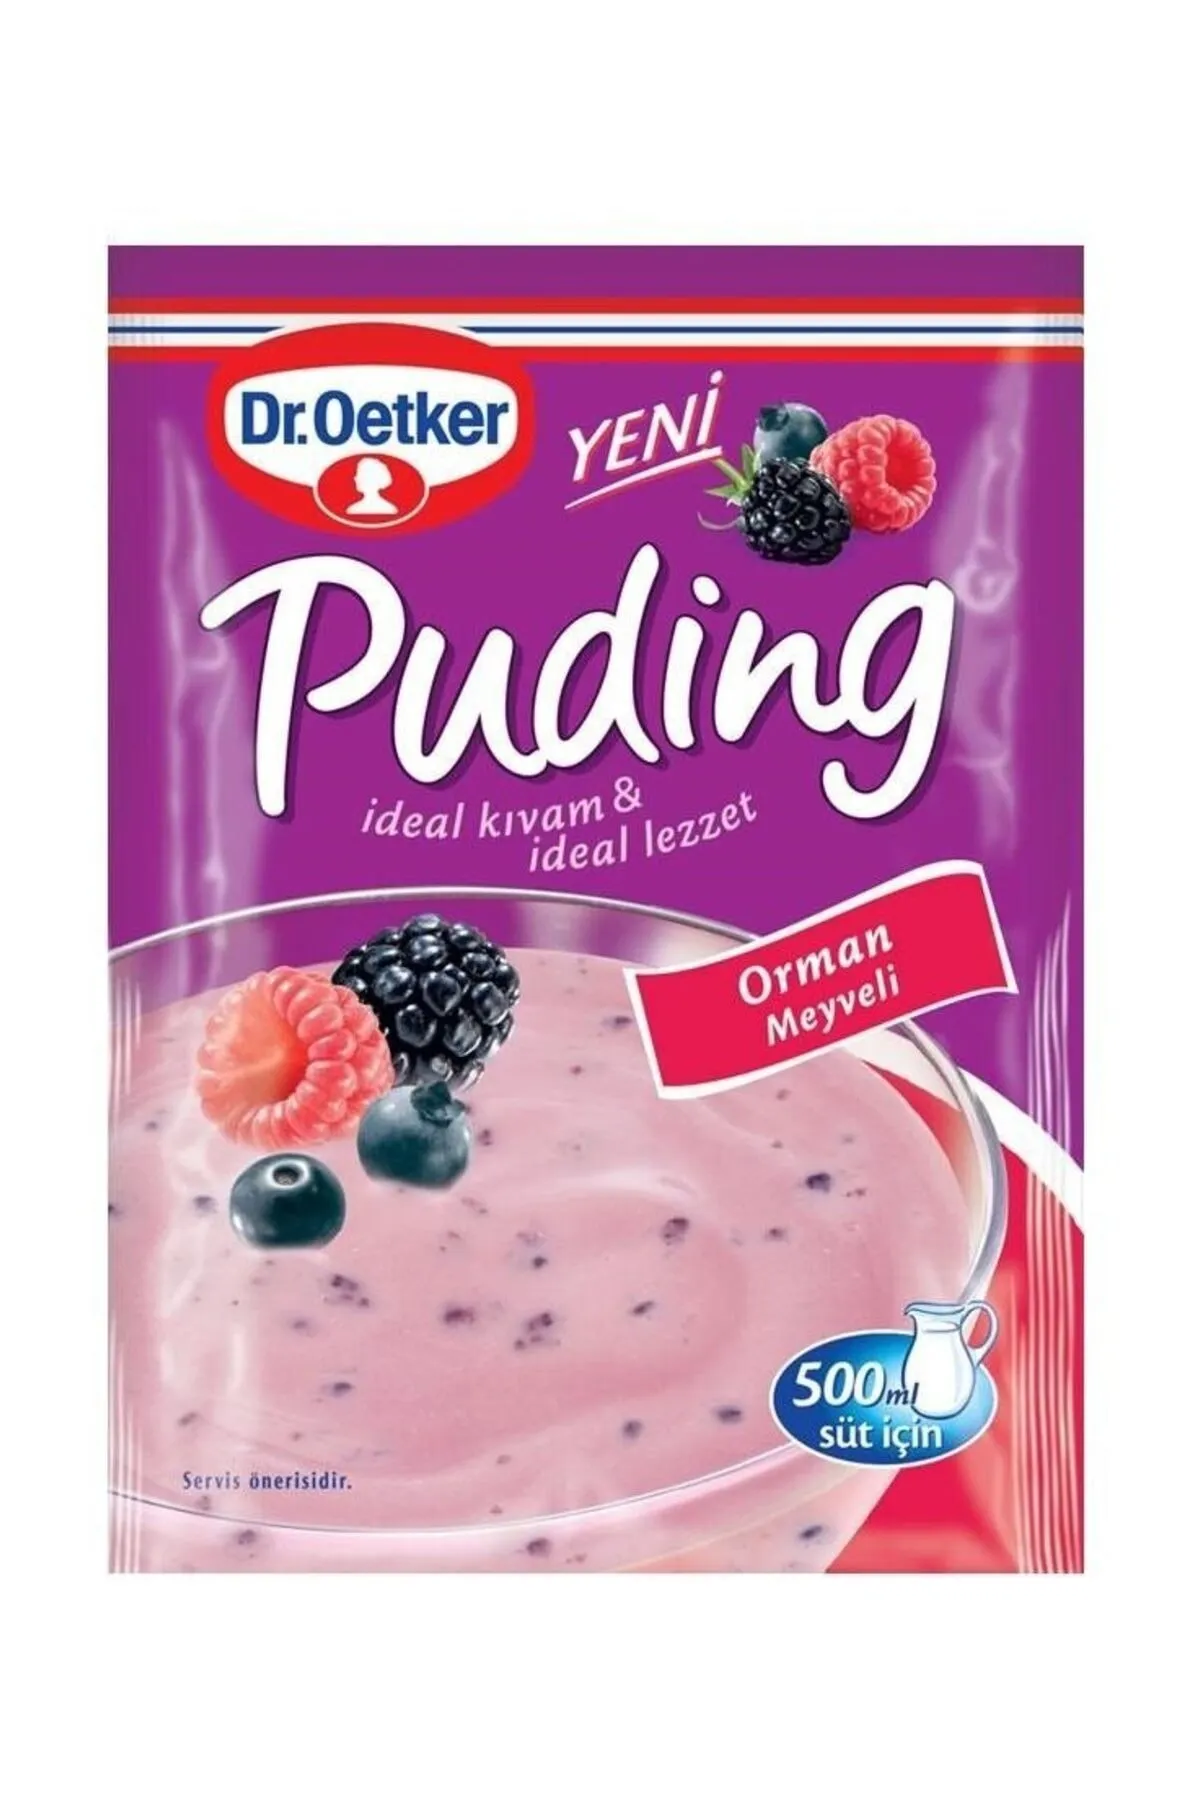 Dr.Oetker
YENİ
Puding
ideal kıvam &
ideal lezzet
Orman
Meyveli
500ml
süt için
Servis önerisidir.